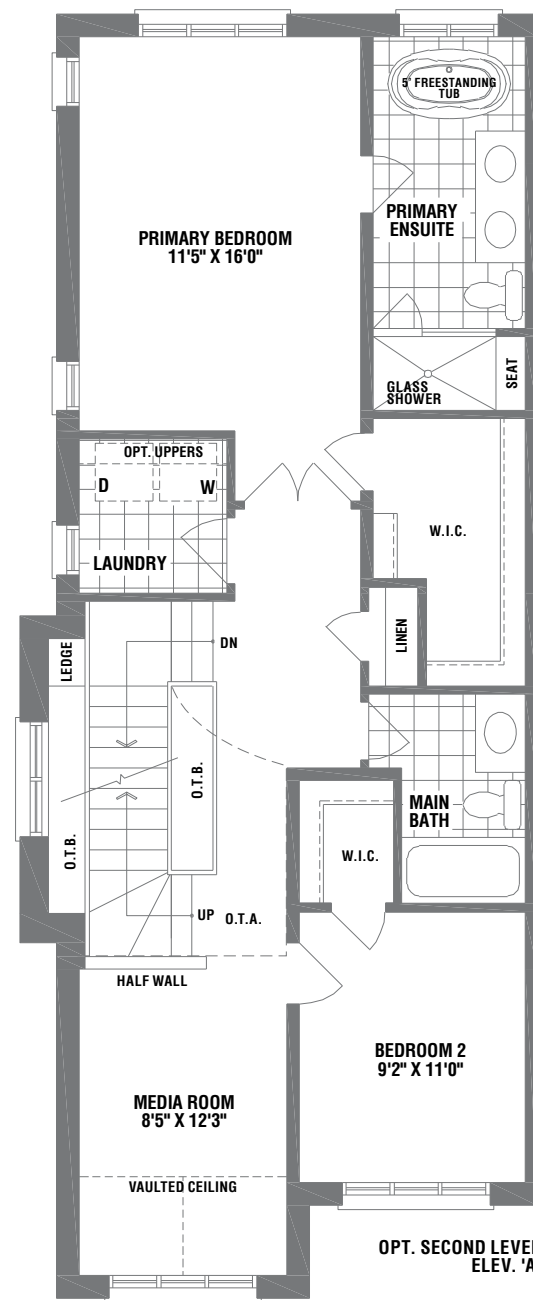 5' FREESTANDING
TUB
PRIMARY
ENSUITE
PRIMARY BEDROOM
11'5" X 16'0"
GLASS
SHOWER
SEAT
OPT. UPPERS
D
W
LAUNDRY
W.I.C.
LINEN
LEDGE
DN
O.T.B.
O.T.B.
MAIN
BATH
W.I.C.
UP
O.T.A.
HALF WALL
BEDROOM 2
9'2" X 11'0"
MEDIA ROOM
8'5" X 12'3"
VAULTED CEILING
OPT. SECOND LEVEL
ELEV. 'A